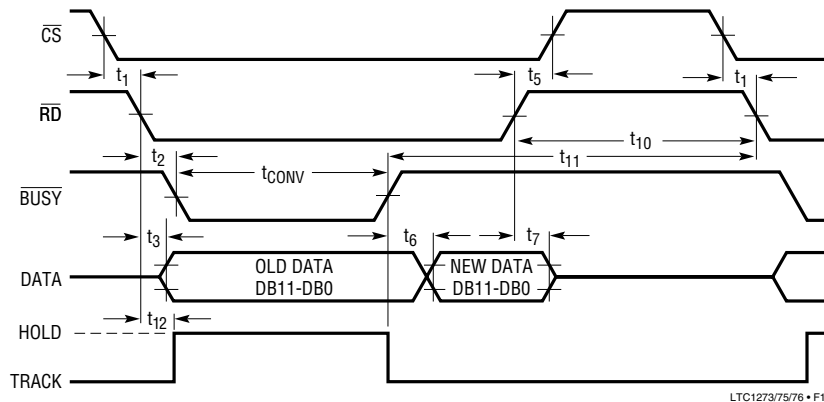 CS
t1
t5
t1
RD
t10
t2
tCONV
t11
BUSY
t3
t6
t7
DATA
OLD DATA
DB11-DB0
NEW DATA
DB11-DB0
t12
HOLD
TRACK
LTC1273/75/76 • F1